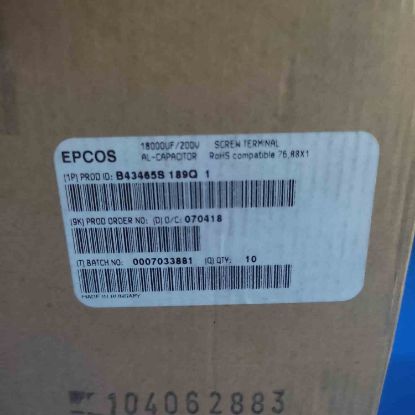 EPCOS
18000UF/200V SCREW TERMINAL
AL-CAPACITOR RoHS compatible 76,88X1
(1P) PROD ID: B43465S 189Q 1
(9K) PROD ORDER NO: (D) D/C: 070418
(T) BATCH NO: 0007033881 (Q) QTY: 10
MADE IN HUNGARY
104062883